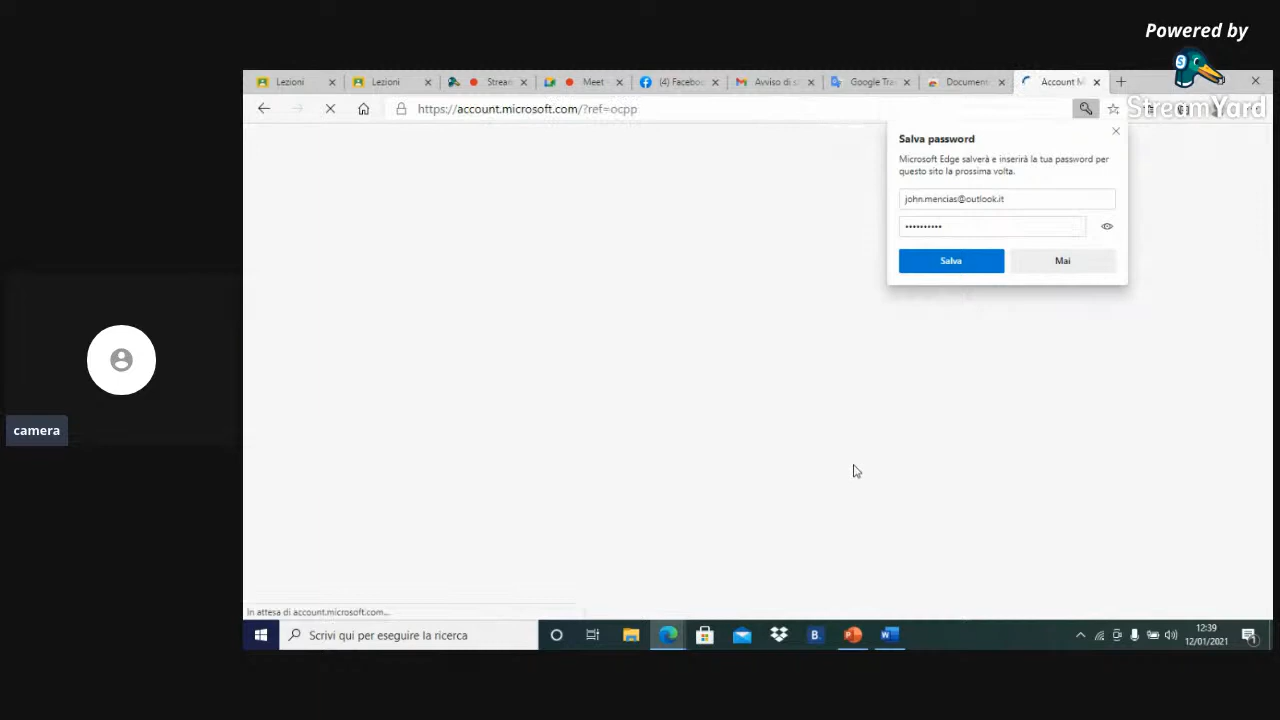 Powered by
StreamYard
Lezioni
Lezioni
Stream
Meet
(4) Faceboo
Avviso di s
Google Tra
Document
Account M
https://account.microsoft.com/?ref=ocpp
Salva password
Microsoft Edge salverà e inserirà la tua password per
questo sito la prossima volta.
john.mencias@outlook.it
••••••••••
Salva
Mai
camera
In attesa di account.microsoft.com...
Scrivi qui per eseguire la ricerca
12:39
12/01/2021